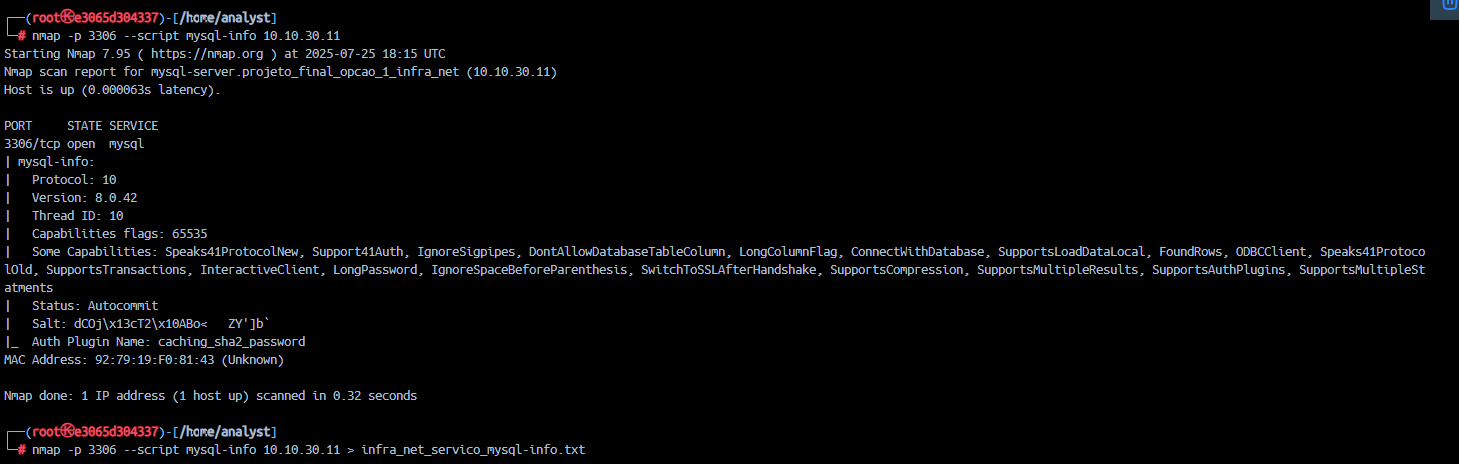 ┌──(root㉿e3065d304337)-[/home/analyst]
└─# nmap -p 3306 --script mysql-info 10.10.30.11
Starting Nmap 7.95 ( https://nmap.org ) at 2025-07-25 18:15 UTC
Nmap scan report for mysql-server.projeto_final_opcao_1_infra_net (10.10.30.11)
Host is up (0.000063s latency).

PORT     STATE SERVICE
3306/tcp open  mysql
| mysql-info:
|   Protocol: 10
|   Version: 8.0.42
|   Thread ID: 10
|   Capabilities flags: 65535
|   Some Capabilities: Speaks41ProtocolNew, Support41Auth, IgnoreSigpipes, DontAllowDatabaseTableColumn, LongColumnFlag, ConnectWithDatabase, SupportsLoadDataLocal, FoundRows, ODBCClient, Speaks41Protoco
lOld, SupportsTransactions, InteractiveClient, LongPassword, IgnoreSpaceBeforeParenthesis, SwitchToSSLAfterHandshake, SupportsCompression, SupportsMultipleResults, SupportsAuthPlugins, SupportsMultipleSt
atments
|   Status: Autocommit
|   Salt: dCOj\x13cT2\x10ABo<   ZY']b`
|_  Auth Plugin Name: caching_sha2_password
MAC Address: 92:79:19:F0:81:43 (Unknown)

Nmap done: 1 IP address (1 host up) scanned in 0.32 seconds

┌──(root㉿e3065d304337)-[/home/analyst]
└─# nmap -p 3306 --script mysql-info 10.10.30.11 > infra_net_servico_mysql-info.txt